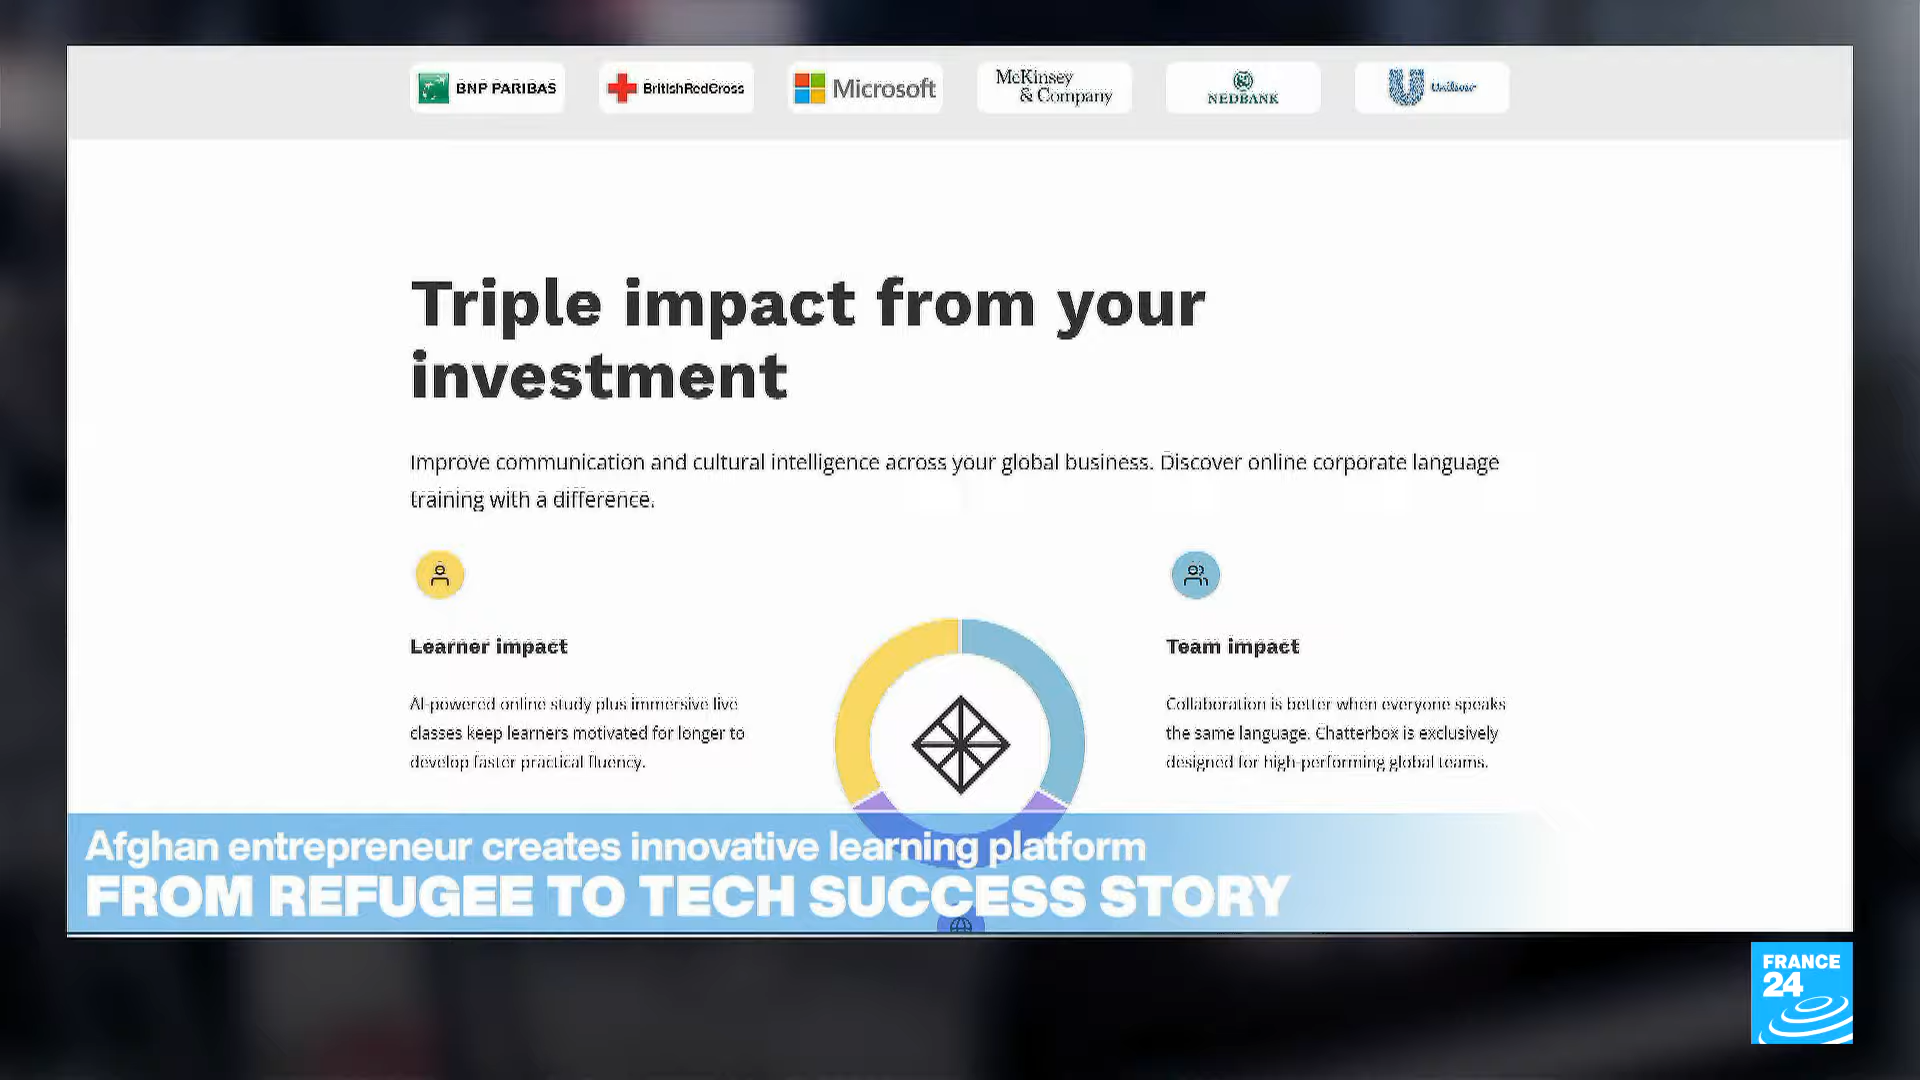 BNP PARIBAS
BritishRedCross
Microsoft
McKinsey
& Company
NEDBANK
Unilever
Triple impact from your
investment
Improve communication and cultural intelligence across your global business. Discover online corporate language
training with a difference.
Learner impact
AI-powered online study plus immersive live
classes keep learners motivated for longer to
develop faster practical fluency.
Team impact
Collaboration is better when everyone speaks
the same language. Chatterbox is exclusively
designed for high-performing global teams.
Afghan entrepreneur creates innovative learning platform
FROM REFUGEE TO TECH SUCCESS STORY
FRANCE
24